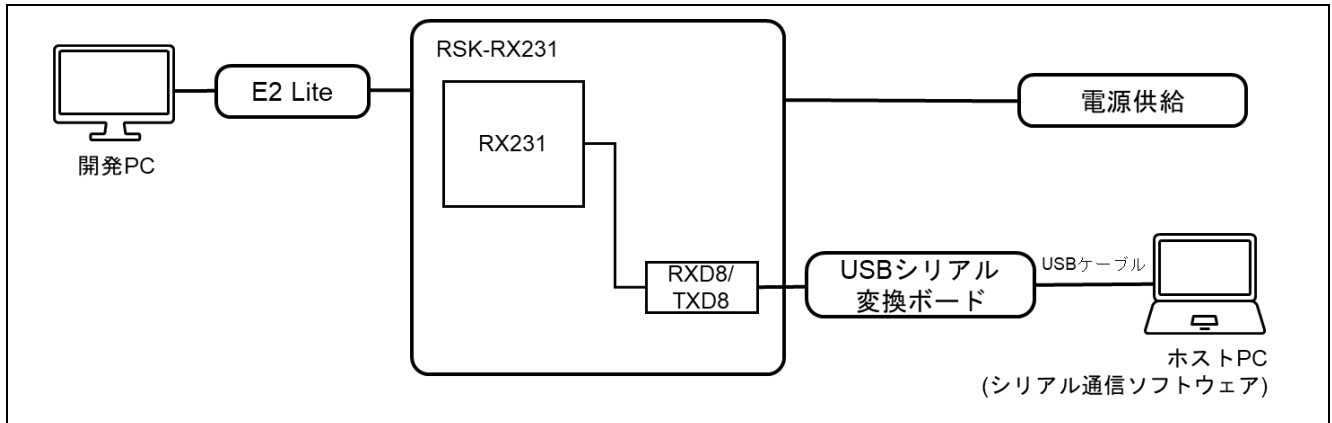 RSK-RX231
E2 Lite
開発PC
RX231
電源供給
RXD8/
TXD8
USBシリアル
変換ボード
USBケーブル
ホストPC
(シリアル通信ソフトウェア)